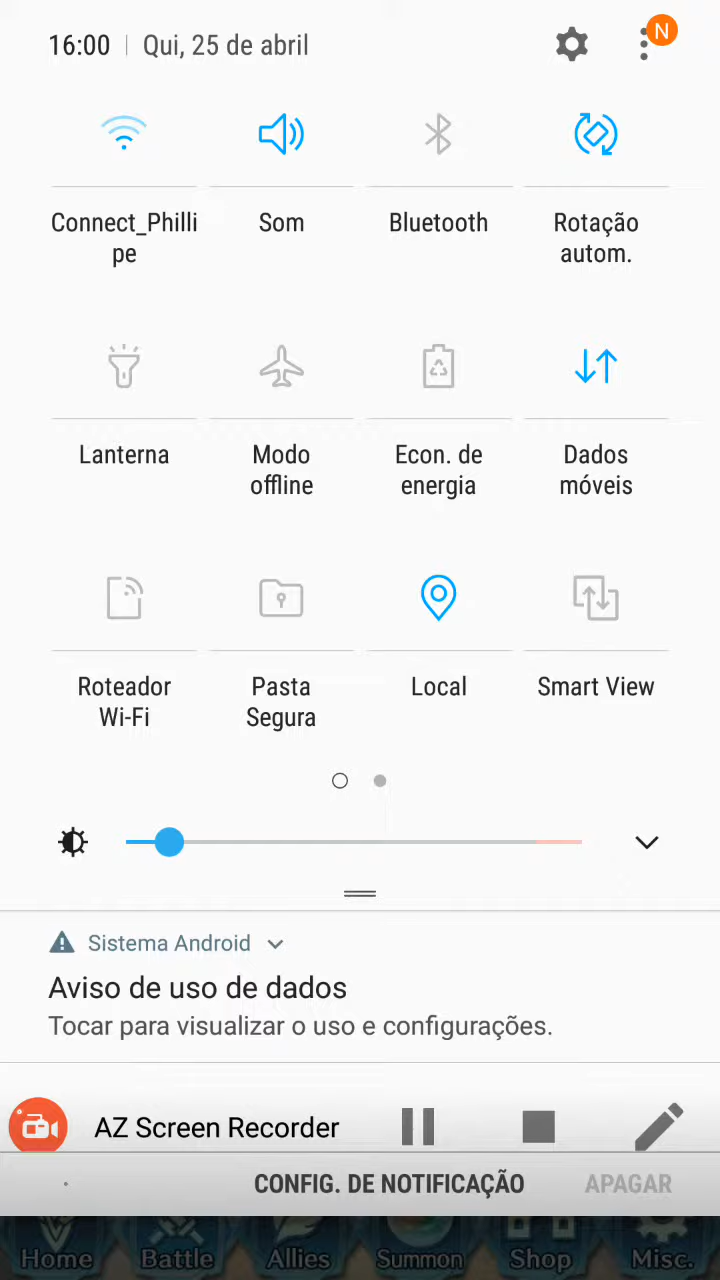 16:00 | Qui, 25 de abril
N
Connect_Philli
pe
Som
Bluetooth
Rotação
autom.
Lanterna
Modo
offline
Econ. de
energia
Dados
móveis
Roteador
Wi-Fi
Pasta
Segura
Local
Smart View
Sistema Android
Aviso de uso de dados
Tocar para visualizar o uso e configurações.
AZ Screen Recorder
CONFIG. DE NOTIFICAÇÃO
APAGAR
Home
Battle
Allies
Summon
Shop
Misc.